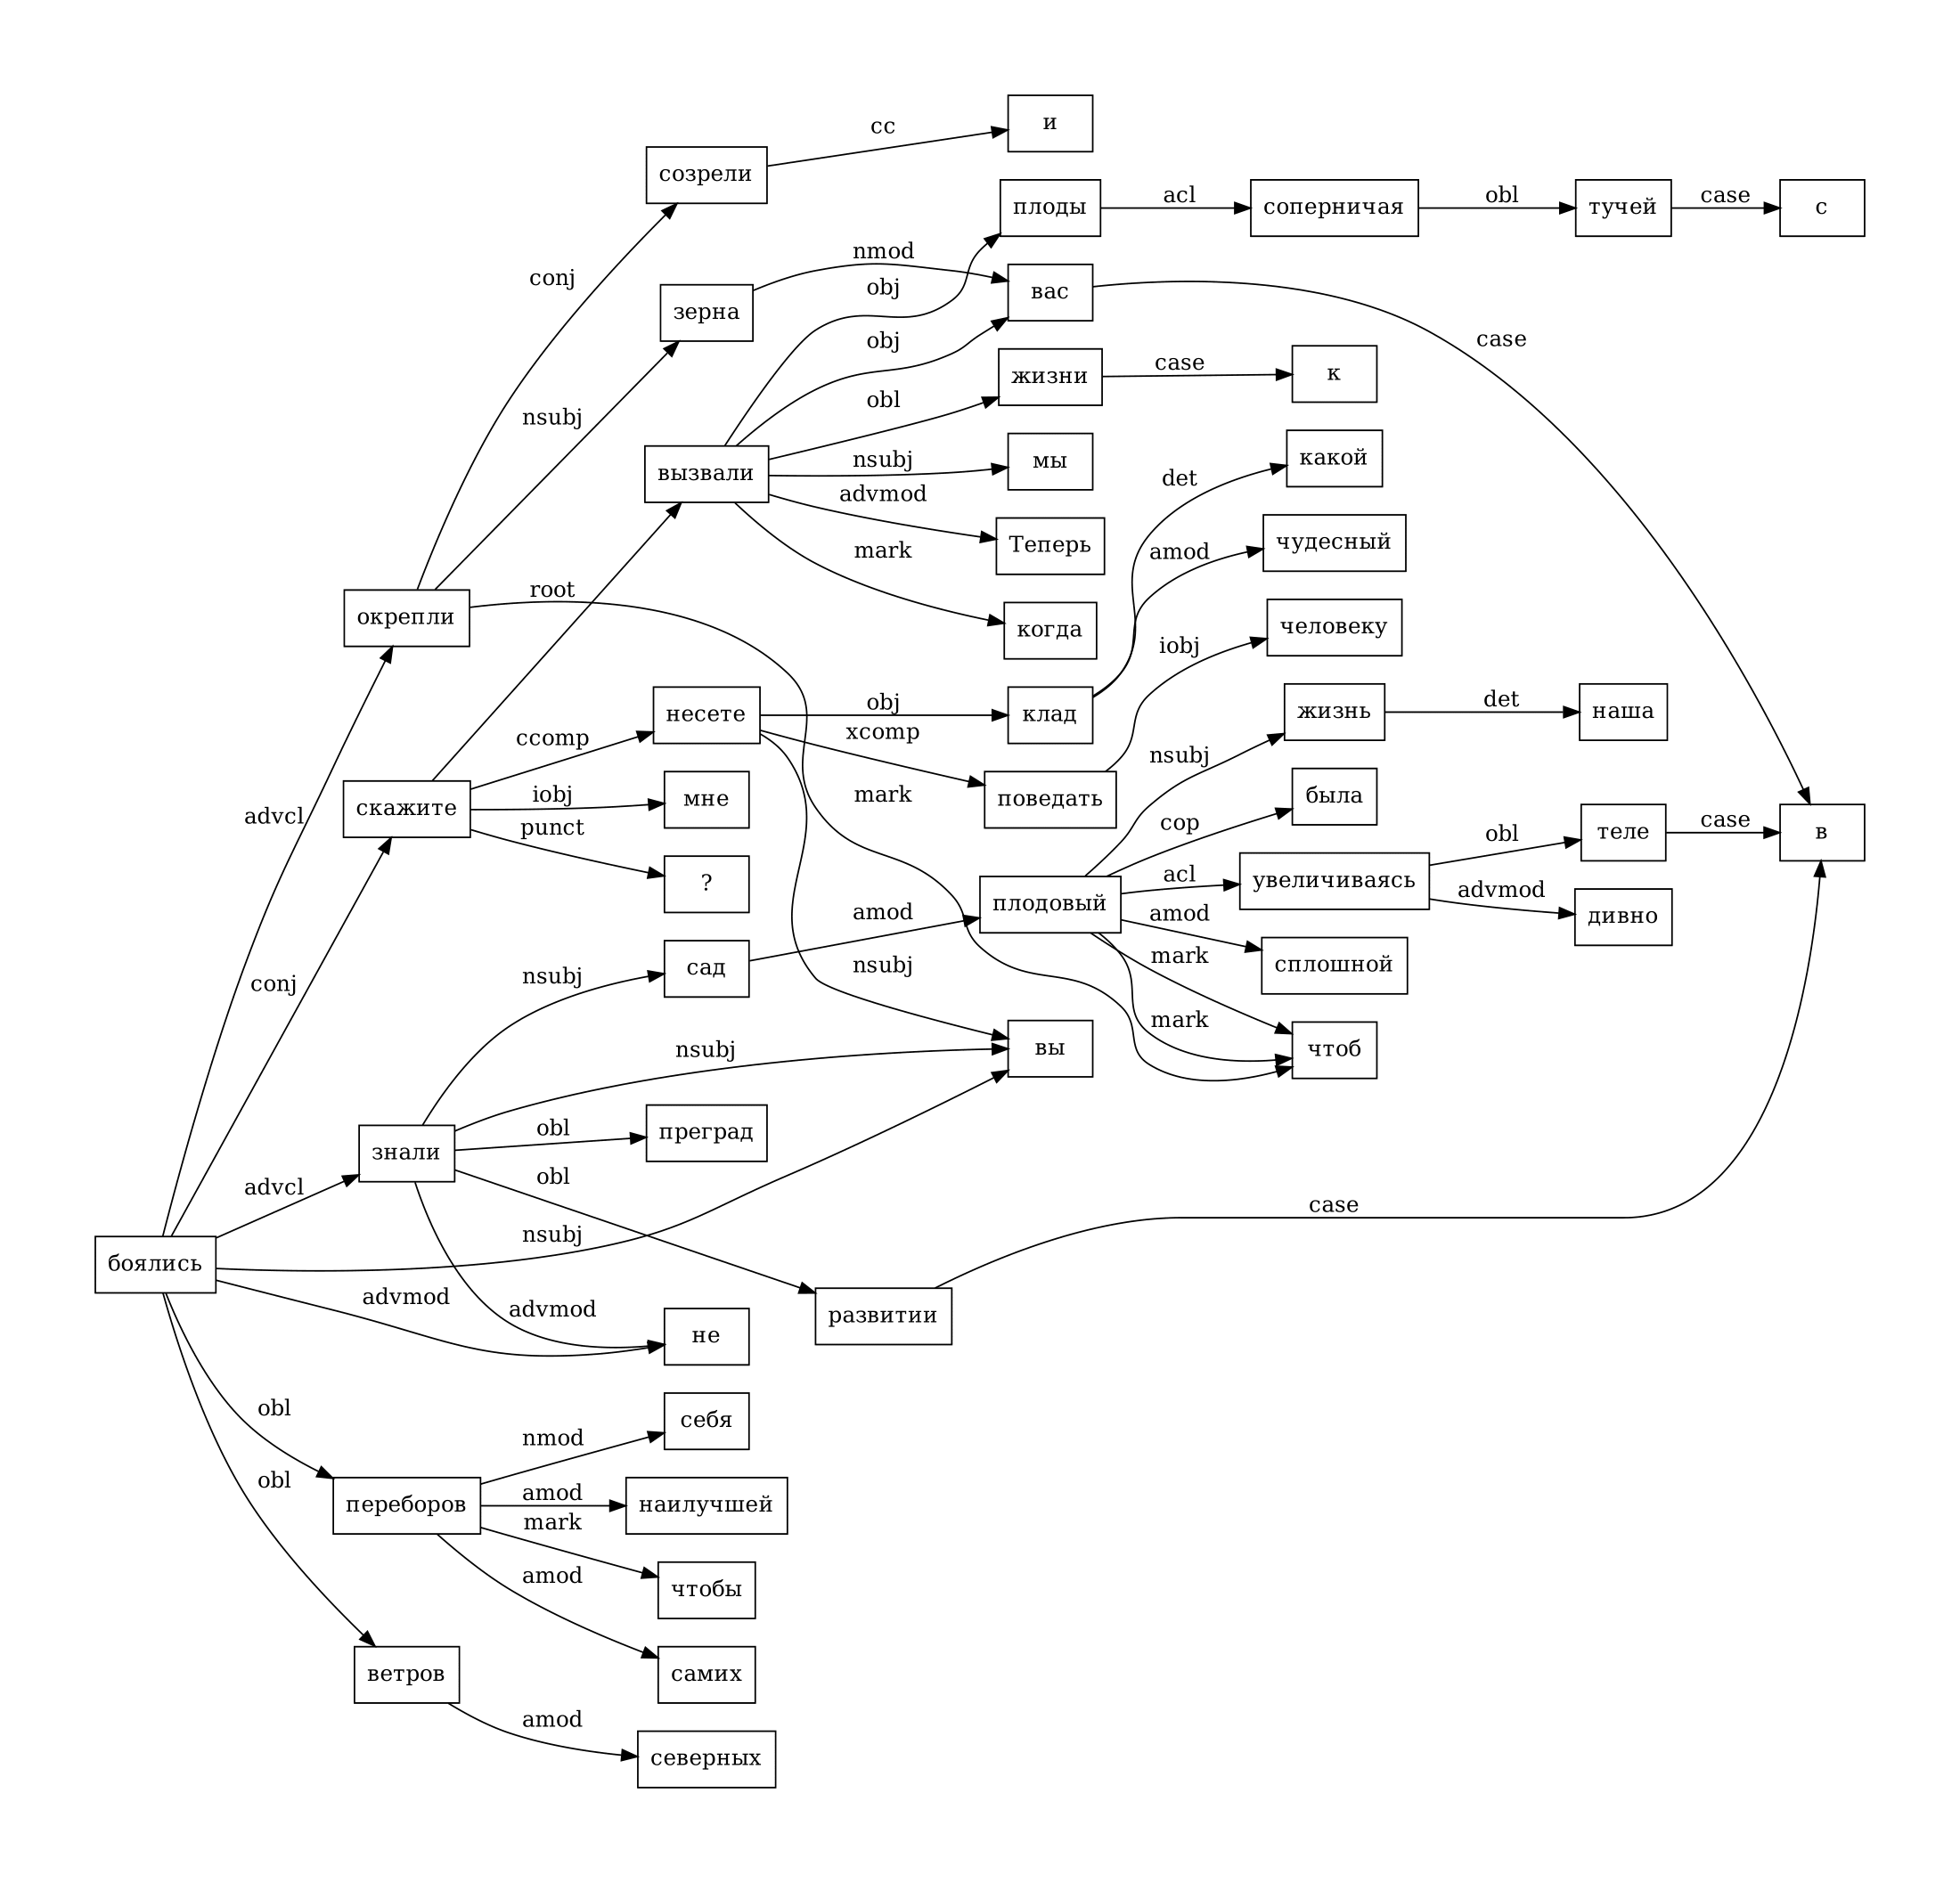 и
cc
созрели
плоды
acl
соперничая
obl
тучей
case
с
nmod
conj
obj
вас
зерна
obj
case
жизни
case
к
obl
nsubj
какой
вызвали
nsubj
мы
det
advmod
чудесный
Теперь
mark
amod
root
окрепли
когда
человеку
iobj
несете
obj
клад
жизнь
det
наша
ccomp
xcomp
nsubj
скажите
iobj
мне
mark
поведать
была
advcl
punct
cop
obl
теле
case
в
?
плодовый
acl
увеличиваясь
advmod
дивно
amod
amod
сад
nsubj
mark
сплошной
conj
nsubj
mark
nsubj
вы
чтоб
знали
obl
преград
advcl
obl
nsubj
case
боялись
advmod
advmod
развитии
не
obl
nmod
себя
obl
переборов
amod
наилучшей
mark
чтобы
amod
ветров
самих
amod
северных